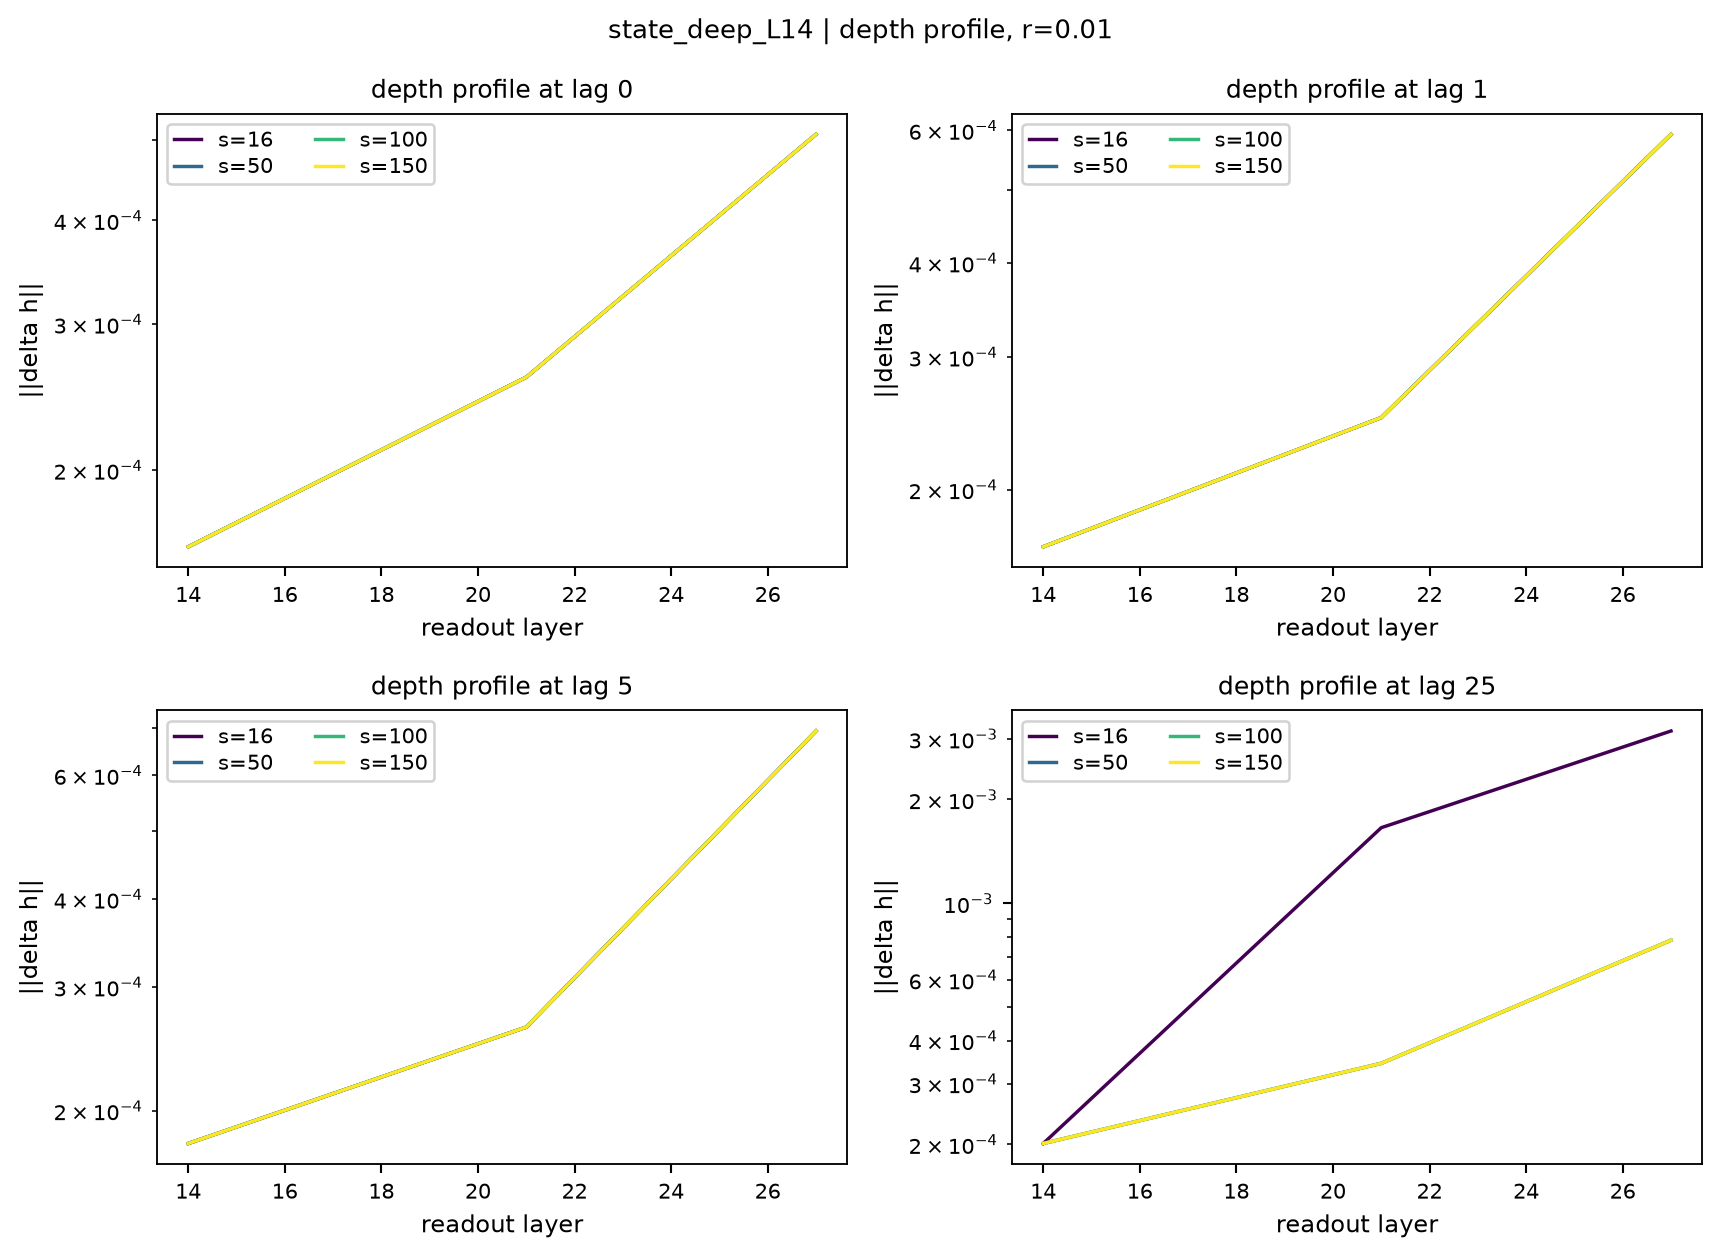 state_deep_L14 | depth profile, r=0.01
depth profile at lag 0
||delta h||
4 × 10⁻⁴
3 × 10⁻⁴
2 × 10⁻⁴
s=16 s=100
s=50 s=150
14 16 18 20 22 24 26
readout layer
depth profile at lag 1
||delta h||
6 × 10⁻⁴
4 × 10⁻⁴
3 × 10⁻⁴
2 × 10⁻⁴
s=16 s=100
s=50 s=150
14 16 18 20 22 24 26
readout layer
depth profile at lag 5
||delta h||
6 × 10⁻⁴
4 × 10⁻⁴
3 × 10⁻⁴
2 × 10⁻⁴
s=16 s=100
s=50 s=150
14 16 18 20 22 24 26
readout layer
depth profile at lag 25
||delta h||
3 × 10⁻³
2 × 10⁻³
10⁻³
6 × 10⁻⁴
4 × 10⁻⁴
3 × 10⁻⁴
2 × 10⁻⁴
s=16 s=100
s=50 s=150
14 16 18 20 22 24 26
readout layer